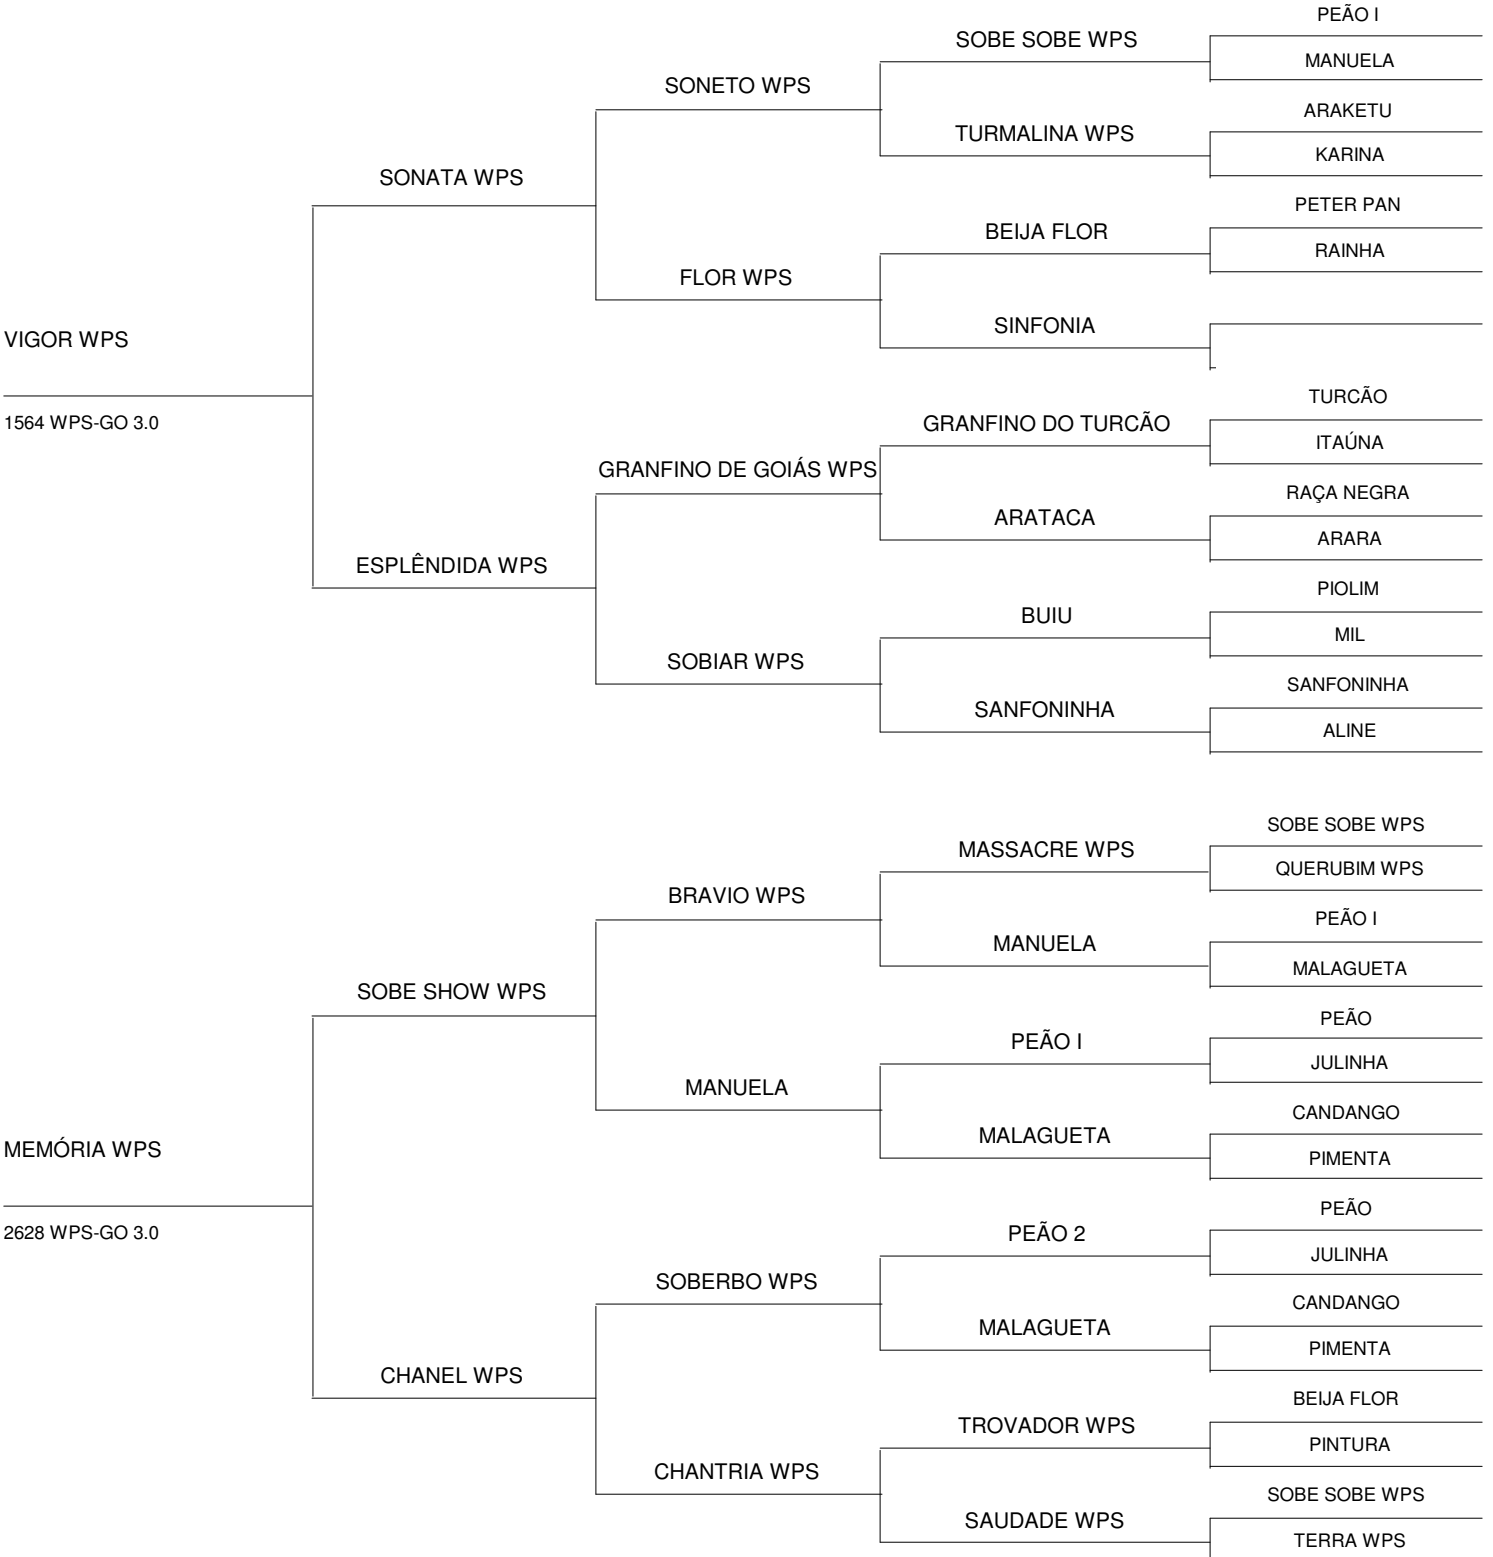 PEÃO I
SOBE SOBE WPS
MANUELA
SONETO WPS
ARAKETU
TURMALINA WPS
KARINA
SONATA WPS
PETER PAN
BEIJA FLOR
RAINHA
FLOR WPS
SINFONIA
VIGOR WPS
TURCÃO
1564 WPS-GO 3.0
GRANFINO DO TURCÃO
ITAÚNA
GRANFINO DE GOIÁS WPS
RAÇA NEGRA
ARATACA
ARARA
ESPLÊNDIDA WPS
PIOLIM
BUIU
MIL
SOBIAR WPS
SANFONINHA
SANFONINHA
ALINE
SOBE SOBE WPS
MASSACRE WPS
QUERUBIM WPS
BRAVIO WPS
PEÃO I
MANUELA
MALAGUETA
SOBE SHOW WPS
PEÃO
PEÃO I
JULINHA
MANUELA
CANDANGO
MALAGUETA
MEMÓRIA WPS
PIMENTA
PEÃO
2628 WPS-GO 3.0
PEÃO 2
JULINHA
SOBERBO WPS
CANDANGO
MALAGUETA
PIMENTA
CHANEL WPS
BEIJA FLOR
TROVADOR WPS
PINTURA
CHANTRIA WPS
SOBE SOBE WPS
SAUDADE WPS
TERRA WPS